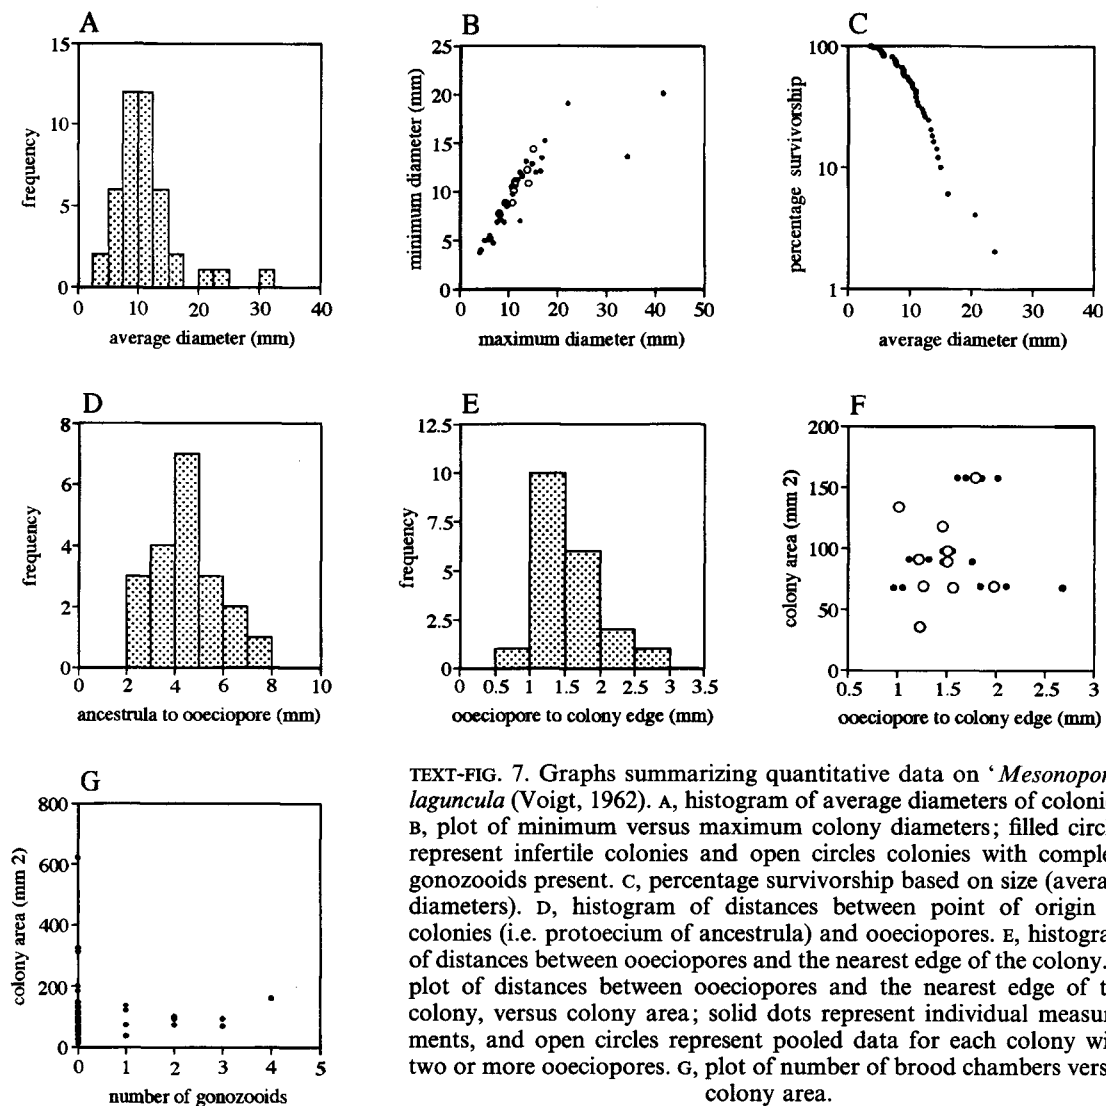 A
15
10
5
0
frequency
0 10 20 30 40
average diameter (mm)
B
25
20
15
10
5
0
minimum diameter (mm)
0 10 20 30 40 50
maximum diameter (mm)
C
100
10
1
percentage survivorship
0 10 20 30 40
average diameter (mm)
D
8
6
4
2
0
frequency
0 2 4 6 8 10
ancestrula to ooeciopore (mm)
E
12.5
10
7.5
5
2.5
0
frequency
0 0.5 1 1.5 2 2.5 3 3.5
ooeciopore to colony edge (mm)
F
200
150
100
50
0
colony area (mm 2)
0.5 1 1.5 2 2.5 3
ooeciopore to colony edge (mm)
G
800
600
400
200
0
colony area (mm 2)
0 1 2 3 4 5
number of gonozooids
TEXT-FIG. 7. Graphs summarizing quantitative data on ‘Mesonopor
laguncula (Voigt, 1962). A, histogram of average diameters of coloni
B, plot of minimum versus maximum colony diameters; filled circ
represent infertile colonies and open circles colonies with comple
gonozooids present. C, percentage survivorship based on size (avera
diameters). D, histogram of distances between point of origin
colonies (i.e. protoecium of ancestrula) and ooeciopores. E, histogra
of distances between ooeciopores and the nearest edge of the colony.
plot of distances between ooeciopores and the nearest edge of t
colony, versus colony area; solid dots represent individual measur
ments, and open circles represent pooled data for each colony wi
two or more ooeciopores. G, plot of number of brood chambers vers
colony area.